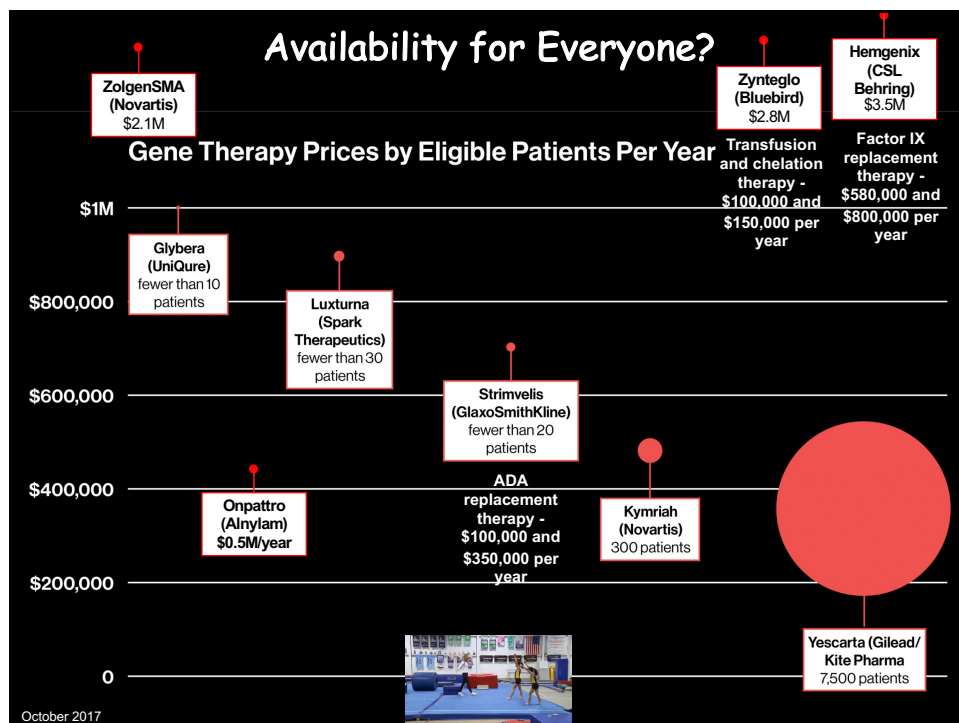 Availability for Everyone?
ZolgenSMA
(Novartis)
$2.1M
Zynteglo
(Bluebird)
$2.8M
Hemgenix
(CSL
Behring)
$3.5M
Gene Therapy Prices by Eligible Patients Per Year
Transfusion
and chelation
therapy -
$100,000 and
$150,000 per
year
Factor IX
replacement
therapy -
$580,000 and
$800,000 per
year
$1M
Glybera
(UniQure)
fewer than 10
patients
$800,000
Luxturna
(Spark
Therapeutics)
fewer than 30
patients
$600,000
Strimvelis
(GlaxoSmithKline)
fewer than 20
patients
ADA
replacement
therapy -
$100,000 and
$350,000 per
year
$400,000
Onpattro
(Alnylam)
$0.5M/year
Kymriah
(Novartis)
300 patients
$200,000
Yescarta (Gilead/
Kite Pharma
7,500 patients
0
October 2017